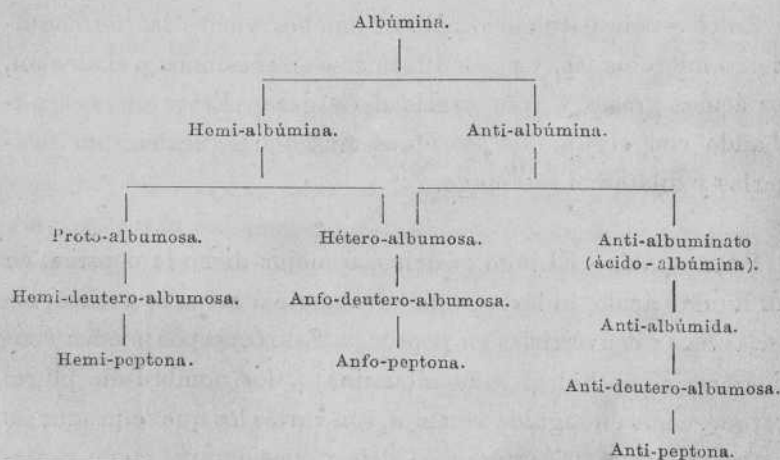 Albúmina.
Hemi-albúmina. Anti-albúmina.
Proto-albumosa. Hétero-albumosa. Anti-albuminato
(ácido-albúmina).
Hemi-deutero-albumosa. Anfo-deutero-albumosa.
Anti-albúmida.
Hemi-peptona. Anfo-peptona.
Anti-deutero-albumosa.
Anti-peptona.